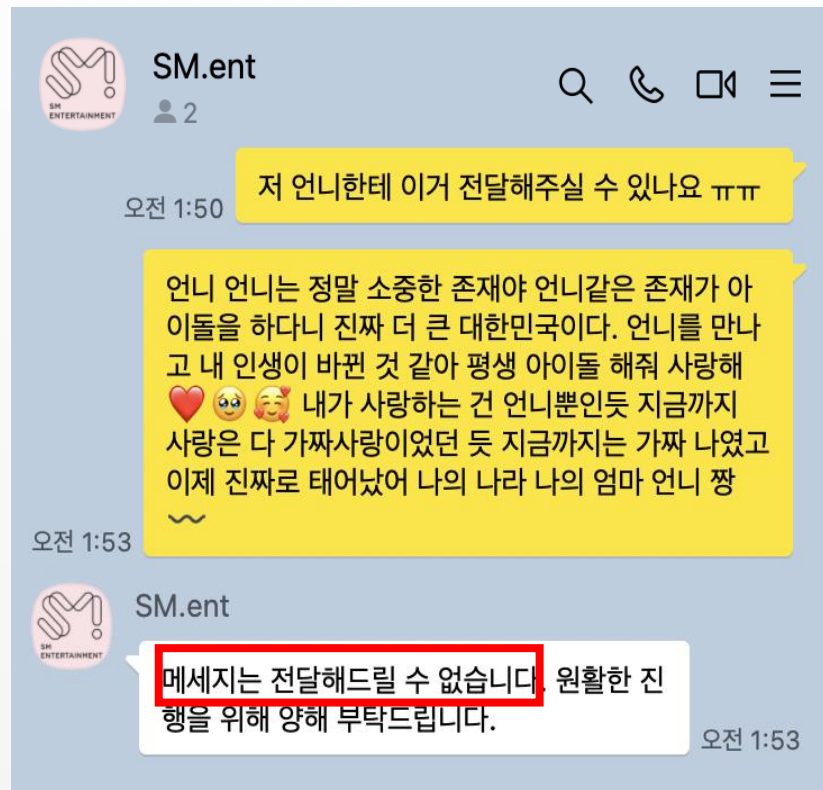 SM
ENTERTAINMENT
SM.ent
2
저 언니한테 이거 전달해주실 수 있나요 ㅠㅠ
오전 1:50
언니 언니는 정말 소중한 존재야 언니같은 존재가 아
이돌을 하다니 진짜 더 큰 대한민국이다. 언니를 만나
고 내 인생이 바뀐 것 같아 평생 아이돌 해줘 사랑해
❤️🥹🥰 내가 사랑하는 건 언니뿐인듯 지금까지
사랑은 다 가짜사랑이었던 듯 지금까지는 가짜 나였고
이제 진짜로 태어났어 나의 나라 나의 엄마 언니 짱
〰
오전 1:53
SM
ENTERTAINMENT
SM.ent
메세지는 전달해드릴 수 없습니다. 원활한 진
행을 위해 양해 부탁드립니다.
오전 1:53